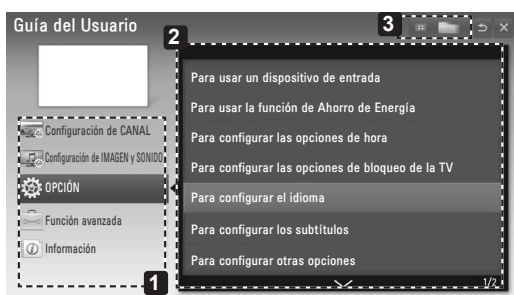 Guía del Usuario
2
3
Para usar un dispositivo de entrada
Para usar la función de Ahorro de Energía
Para configurar las opciones de hora
Para configurar las opciones de bloqueo de la TV
Para configurar el idioma
Para configurar los subtítulos
Para configurar otras opciones
1/2
Configuración de CANAL
Configuración de IMAGEN y SONIDO
OPCIÓN
Función avanzada
Información
1